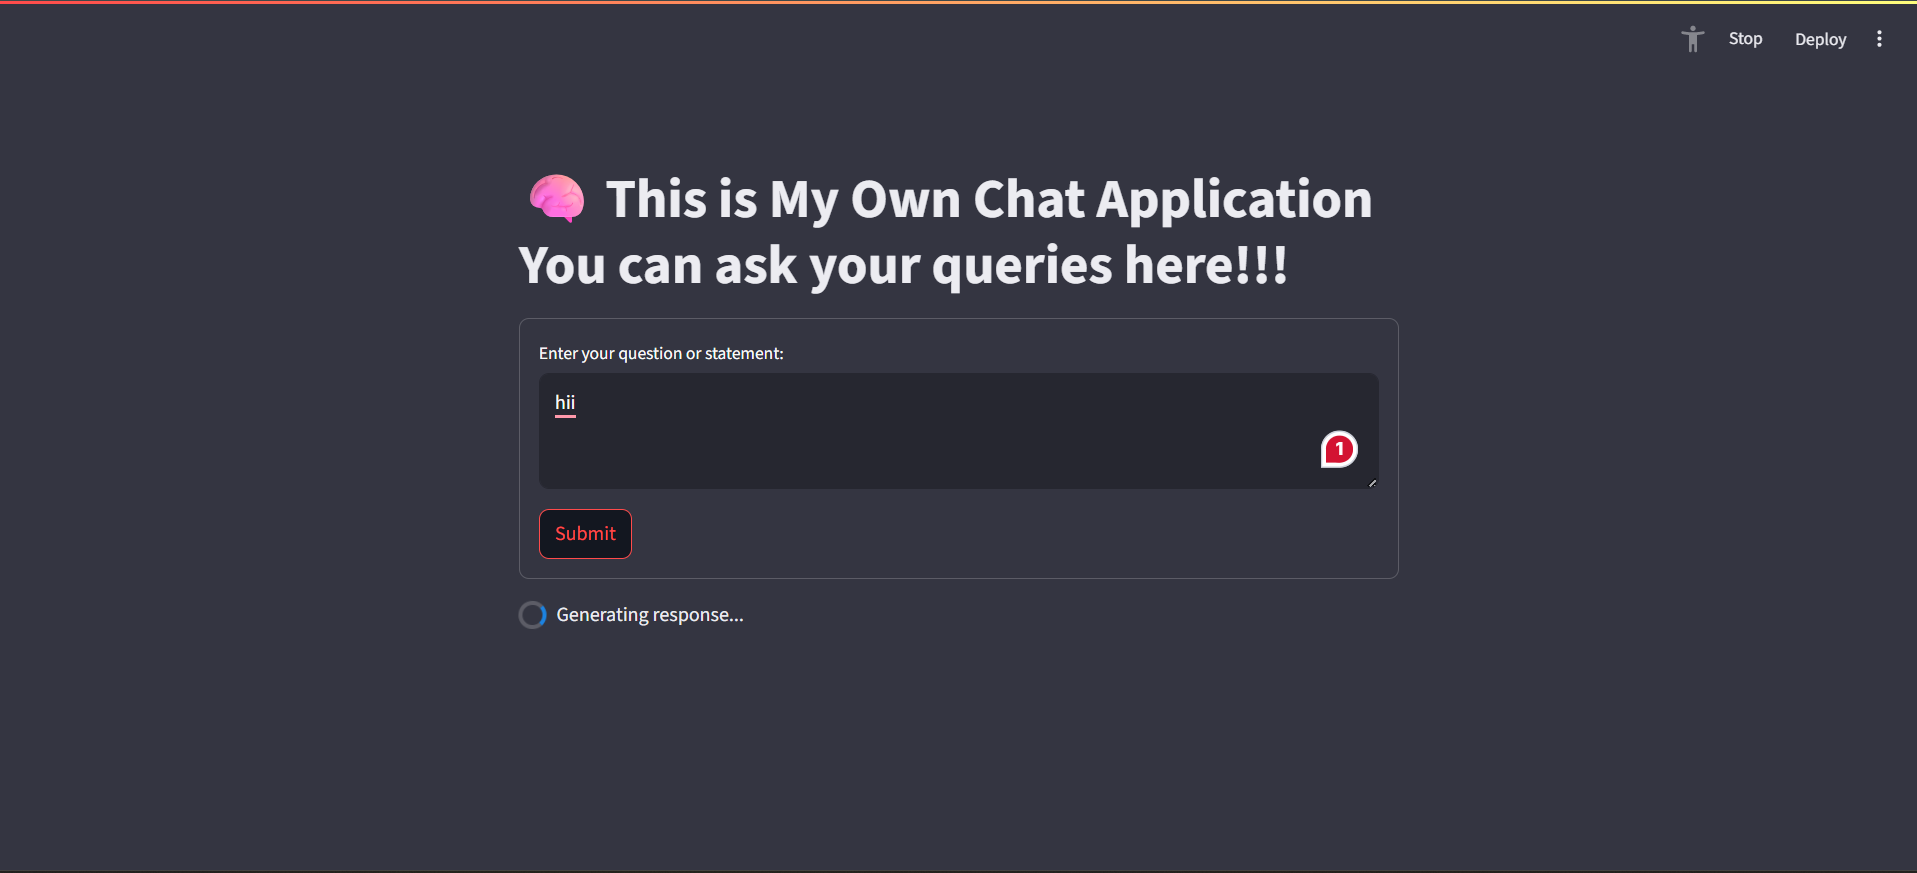 Stop Deploy
🧠 This is My Own Chat Application
You can ask your queries here!!!
Enter your question or statement:
hii
1
Submit
Generating response...